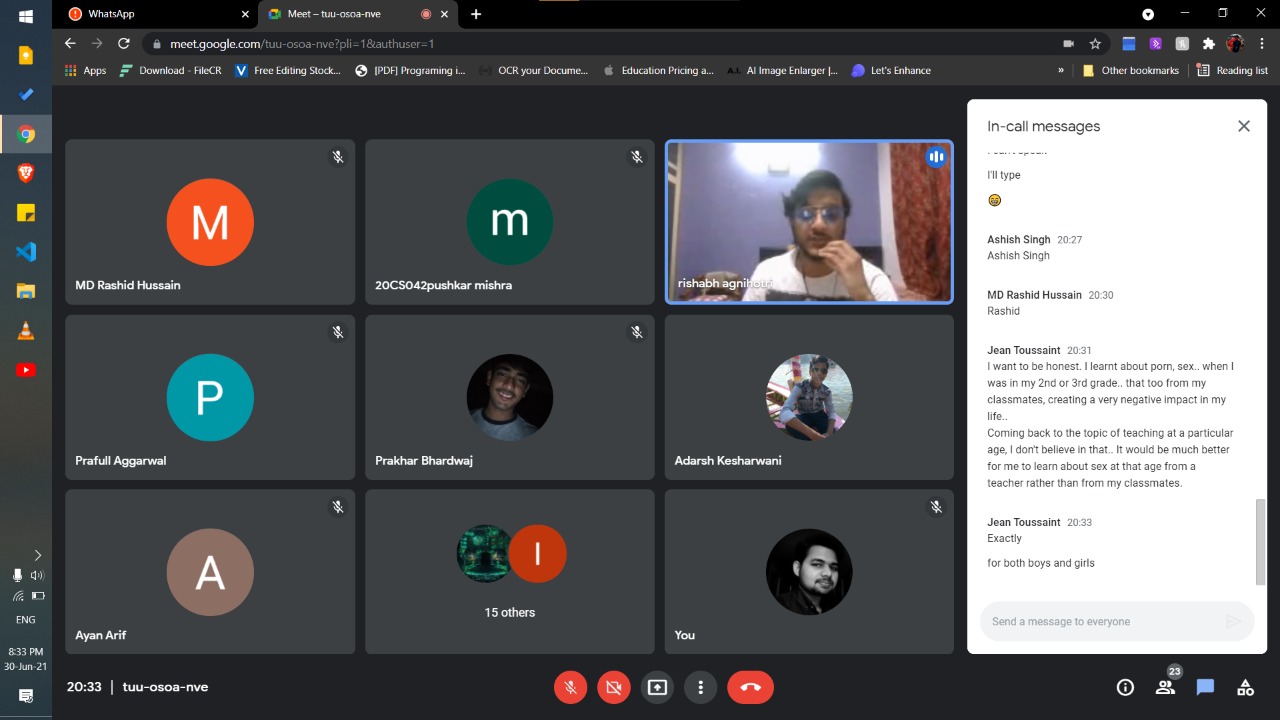 WhatsApp
Meet – tuu-osoa-nve
meet.google.com/tuu-osoa-nve?pli=1&authuser=1
Apps
Download - FileCR
Free Editing Stock...
[PDF] Programing i...
OCR your Docume...
Education Pricing a...
A.I. AI Image Enlarger |...
Let's Enhance
»
Other bookmarks
Reading list
M
MD Rashid Hussain
m
20CS042pushkar mishra
rishabh agnihotri
P
Prafull Aggarwal
Prakhar Bhardwaj
Adarsh Kesharwani
A
Ayan Arif
I
15 others
You
In-call messages
I can't speak
I'll type
Ashish Singh 20:27
Ashish Singh
MD Rashid Hussain 20:30
Rashid
Jean Toussaint 20:31
I want to be honest. I learnt about porn, sex.. when I
was in my 2nd or 3rd grade.. that too from my
classmates, creating a very negative impact in my
life..
Coming back to the topic of teaching at a particular
age, I don't believe in that.. It would be much better
for me to learn about sex at that age from a
teacher rather than from my classmates.
Jean Toussaint 20:33
Exactly
for both boys and girls
Send a message to everyone
20:33 | tuu-osoa-nve
23
ENG
8:33 PM
30-Jun-21